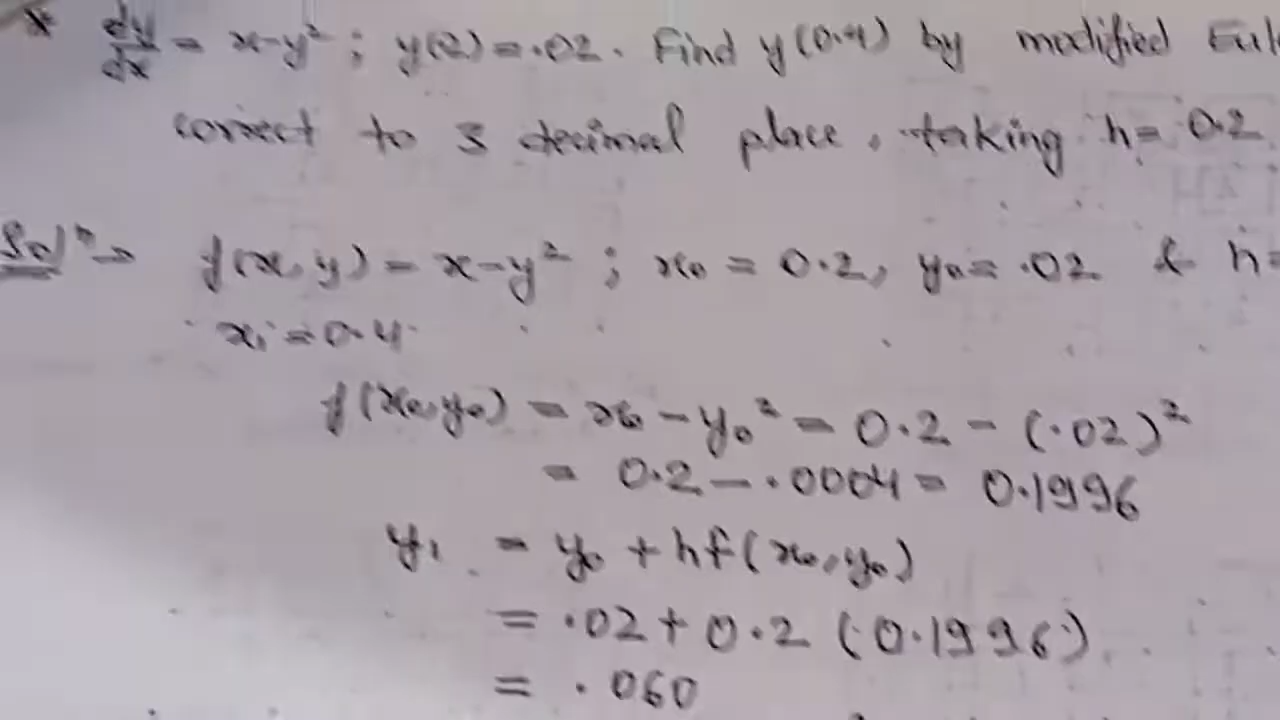 * dy/dx = x-y² ; y(2) = .02. Find y(0.4) by modified Eul
correct to 3 decimal place, taking h= 0.2
Solⁿ → f(x,y) = x-y² ; x₀ = 0.2, y₀ = .02 & h=
x₁ = 0.4
f(x₀,y₀) = x₀ - y₀² = 0.2 - (.02)²
= 0.2 - .0004 = 0.1996
y₁ = y₀ + hf(x₀,y₀)
= .02 + 0.2 (0.1996)
= .060